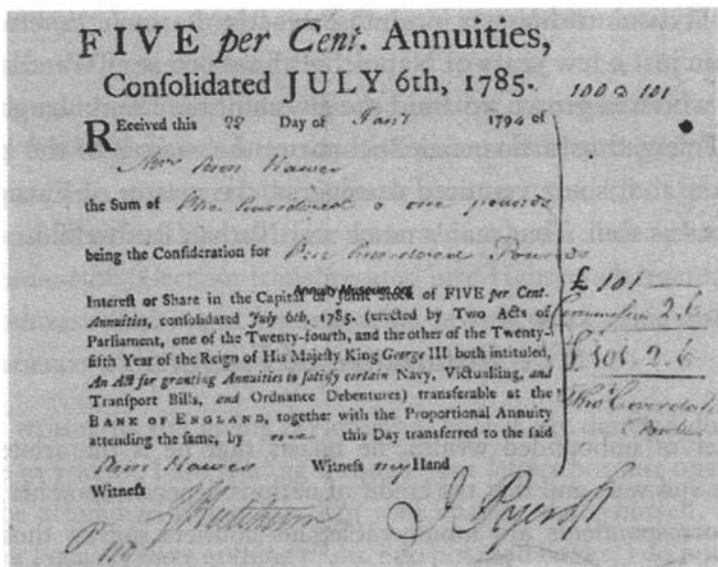 FIVE per Cent. Annuities,
Conſolidated JULY 6th, 1785.
100 @ 101
REceived this 22 Day of Jany 1794 of
Mrs Ann Hawes
the Sum of One hundred & one pounds
being the Conſideration for One hundred Pounds
Annuity Museum.org
Intereſt or Share in the Capital or Joint Stock of FIVE per Cent.
Annuities, conſolidated July 6th, 1785. (erected by Two Acts of
Parliament, one of the Twenty-fourth, and the other of the Twenty-
fifth Year of the Reign of His Majeſty King George III. both intituled,
An Act for granting Annuities to ſatisfy certain Navy, Victualling, and
Tranſport Bills, and Ordnance Debentures) transferable at the
BANK OF ENGLAND, together with the Proportional Annuity
attending the ſame, by me this Day transferred to the ſaid
Ann Hawes Witneſs my Hand
Witneſs
£ 101
Commiſsion 2.6
£ 101.2.6
Thos Coverdale